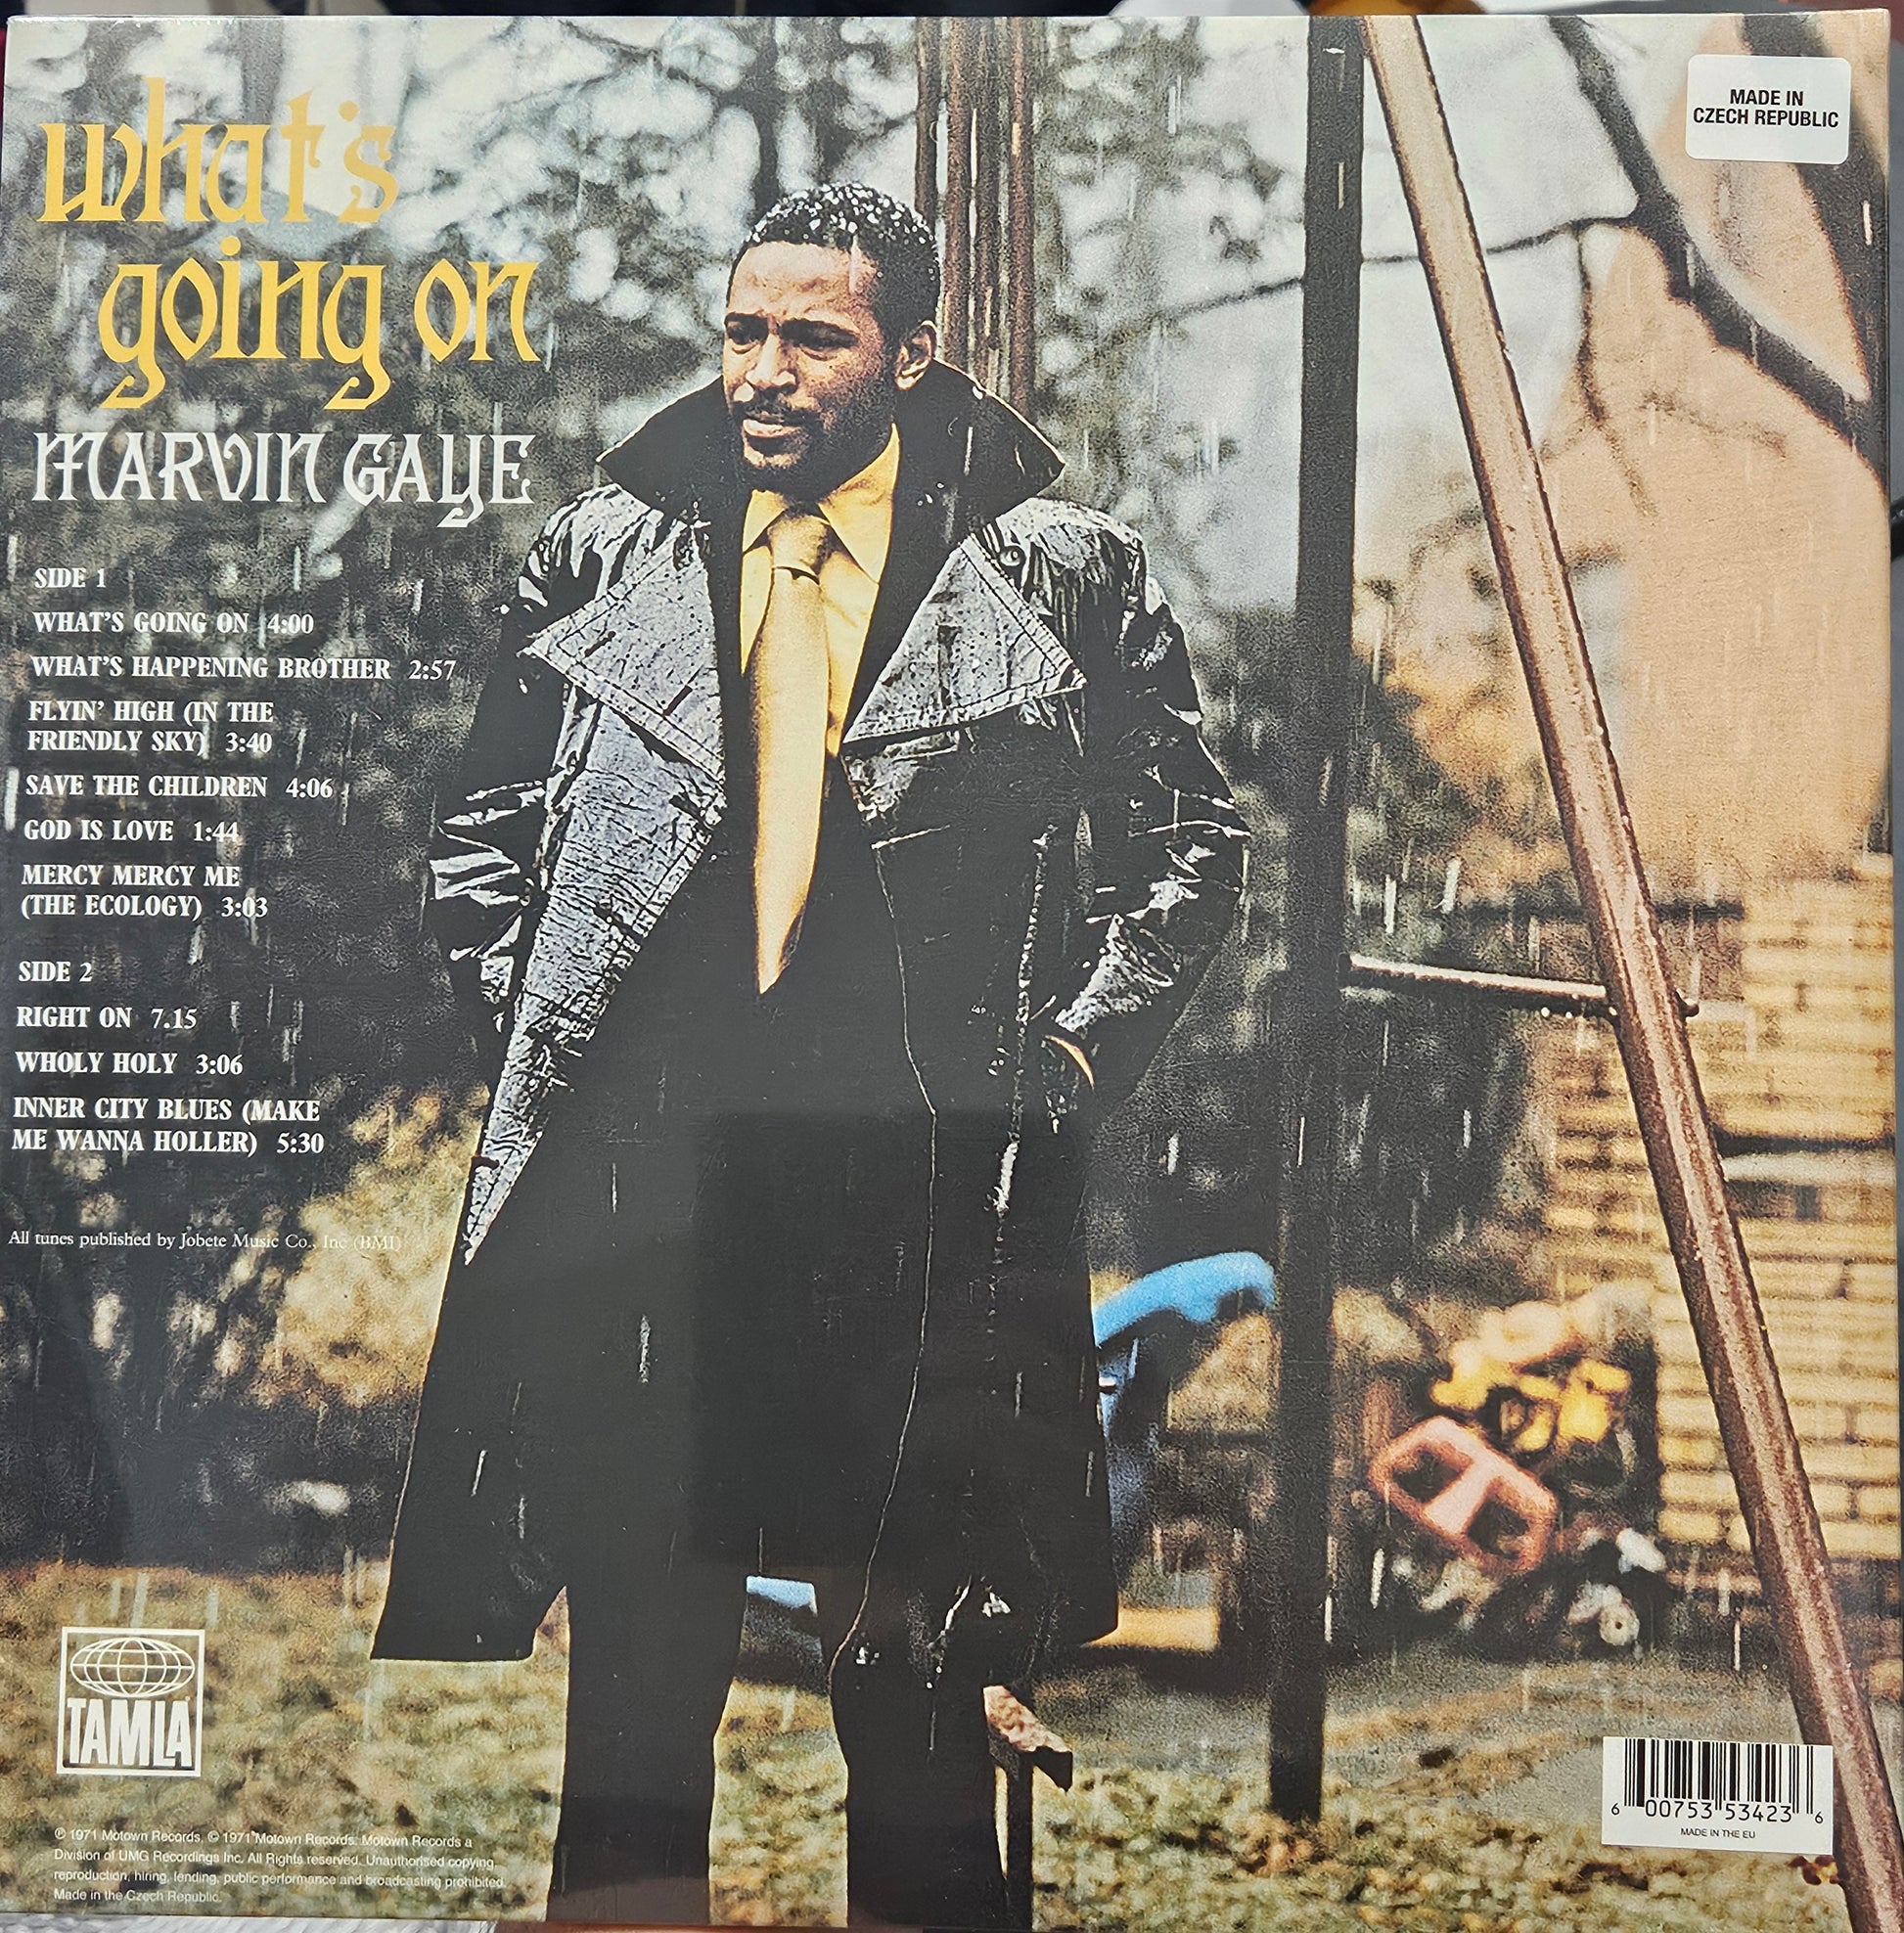 what's
going on
MARVIN GAYE
SIDE 1
WHAT'S GOING ON 4:00
WHAT'S HAPPENING BROTHER 2:57
FLYIN' HIGH (IN THE
FRIENDLY SKY) 3:40
SAVE THE CHILDREN 4:06
GOD IS LOVE 1:44
MERCY MERCY ME
(THE ECOLOGY) 3:03
SIDE 2
RIGHT ON 7.15
WHOLY HOLY 3:06
INNER CITY BLUES (MAKE
ME WANNA HOLLER) 5:30
All tunes published by Jobete Music Co., Inc (BMI)
TAMLA
℗ 1971 Motown Records, © 1971 Motown Records. Motown Records a
Division of UMG Recordings Inc. All Rights reserved. Unauthorised copying,
reproduction, hiring, lending, public performance and broadcasting prohibited.
Made in the Czech Republic.
MADE IN
CZECH REPUBLIC
6 00753 53423 6
MADE IN THE EU